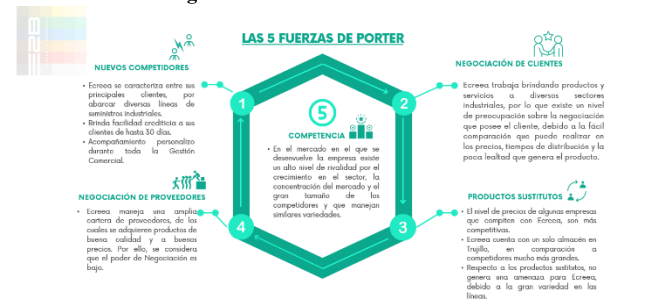 LAS 5 FUERZAS DE PORTER
NUEVOS COMPETIDORES
• Ecreea se caracteriza entre sus
principales clientes, por
abarcar diversas líneas de
suministros industriales.
• Brinda facilidad crediticia a sus
clientes de hasta 30 días.
• Acompañamiento personalizo
durante toda la Gestión
Comercial.
1
NEGOCIACIÓN DE CLIENTES
Ecreea trabaja brindando productos y
servicios a diversos sectores
industriales, por lo que existe un nivel
de preocupación sobre la negociación
que posee el cliente, debido a la fácil
comparación que puede realizar en
los precios, tiempos de distribución y la
poca lealtad que genera el producto.
2
5
COMPETENCIA
• En el mercado en el que se
desenvuelve la empresa existe
un alto nivel de rivalidad por el
crecimiento en el sector, la
concentración del mercado y el
gran tamaño de los
competidores y que manejan
similares variedades.
NEGOCIACIÓN DE PROVEEDORES
• Ecreea maneja una amplia
cartera de proveedores, de los
cuales se adquieren productos de
buena calidad y a buenos
precios. Por ello, se considera
que el poder de Negociación es
bajo.
4
PRODUCTOS SUSTITUTOS
• El nivel de precios de algunas empresas
que compiten con Ecreea, son más
competitivas.
• Ecreea cuenta con un solo almacén en
Trujillo, en comparación a
competidores mucho más grandes.
• Respecto a los productos sustitutos, no
genera una amenaza para Ecreea,
debido a la gran variedad en las
líneas.
3